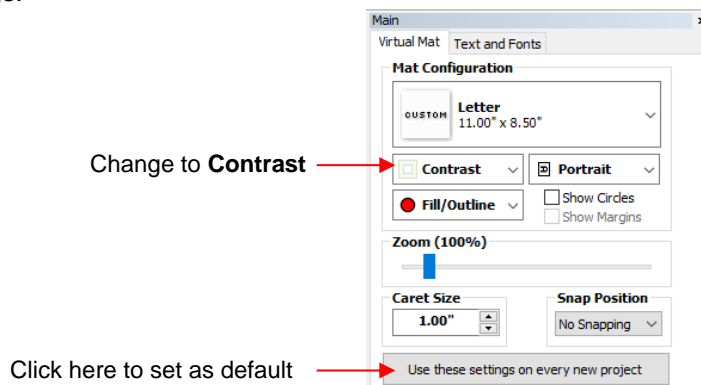 Main
Virtual Mat Text and Fonts
Mat Configuration
CUSTOM
Letter
11.00" x 8.50"
Change to Contrast
Contrast
Portrait
Fill/Outline
Show Circles
Show Margins
Zoom (100%)
Caret Size
Snap Position
1.00"
No Snapping
Click here to set as default
Use these settings on every new project